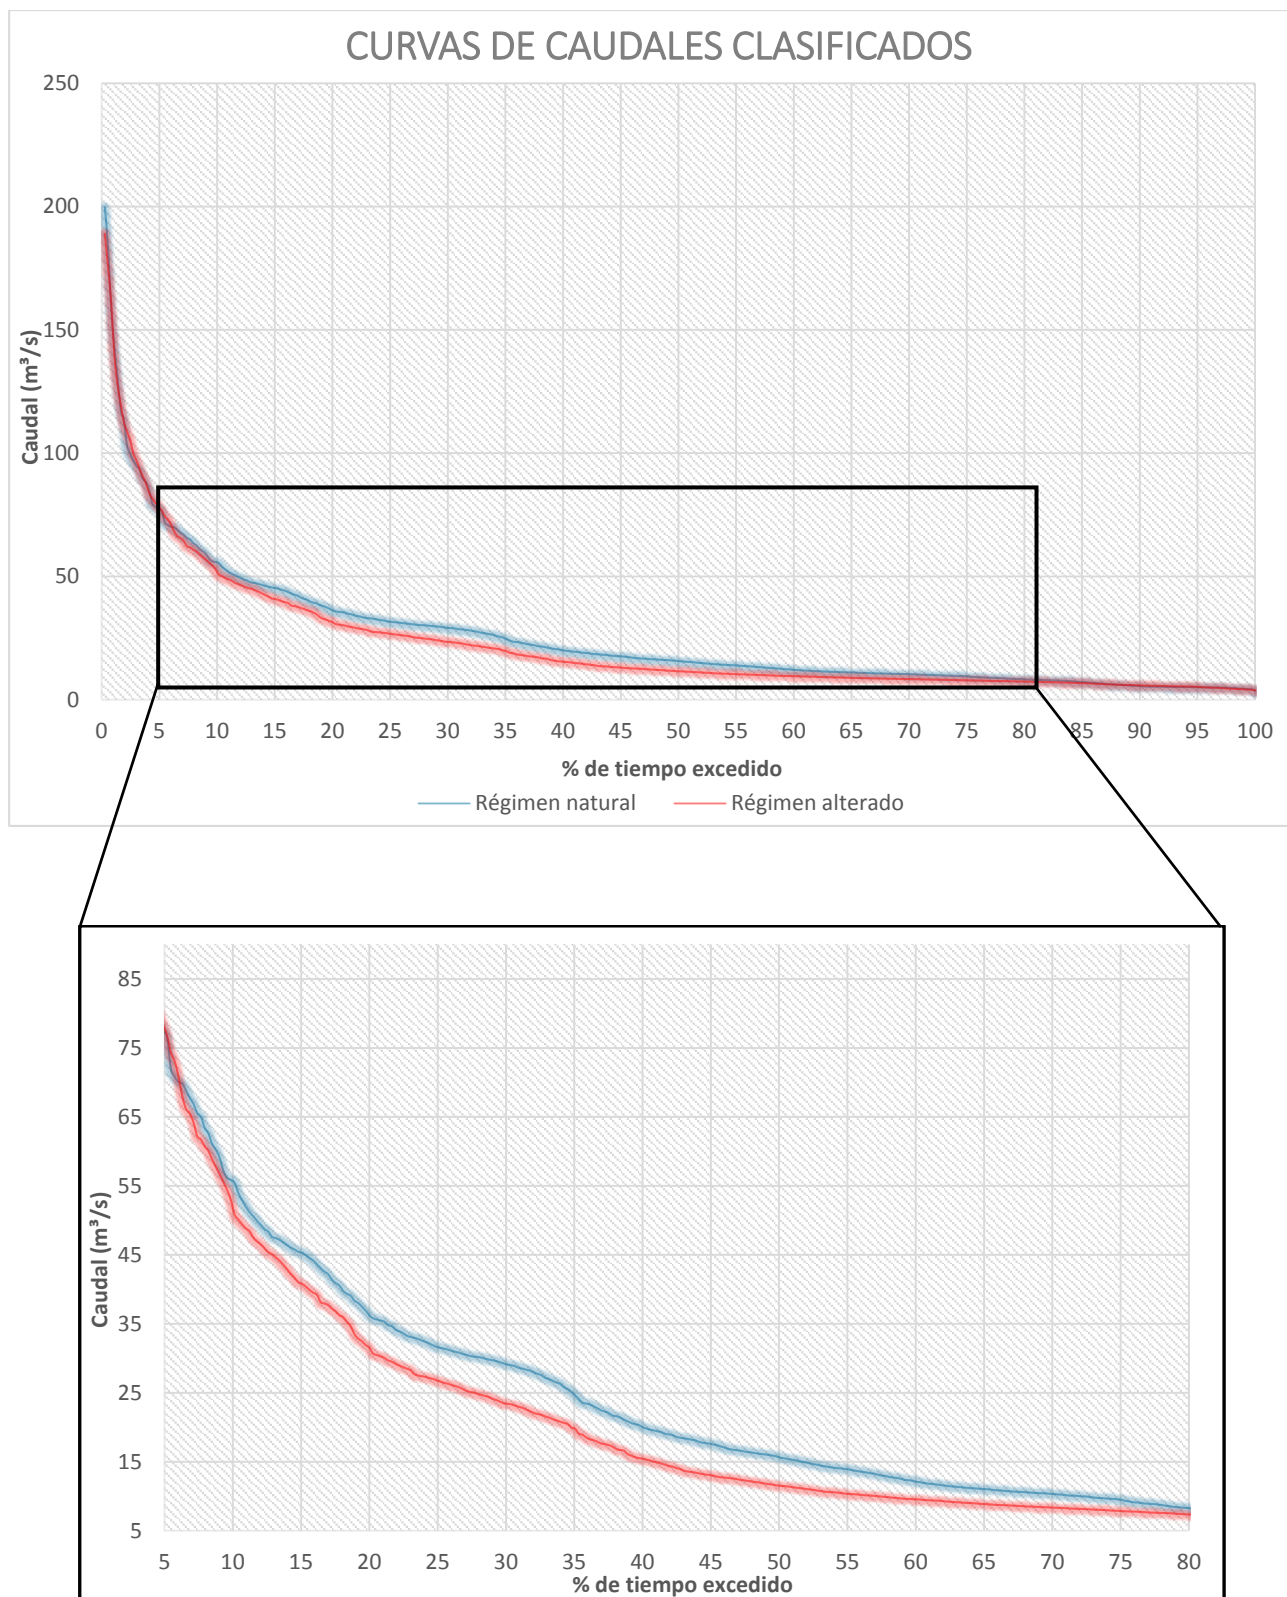 CURVAS DE CAUDALES CLASIFICADOS
250
200
150
100
50
0
Caudal (m³/s)
0 5 10 15 20 25 30 35 40 45 50 55 60 65 70 75 80 85 90 95 100
% de tiempo excedido
Régimen natural Régimen alterado
85
75
65
55
45
35
25
15
5
Caudal (m³/s)
5 10 15 20 25 30 35 40 45 50 55 60 65 70 75 80
% de tiempo excedido